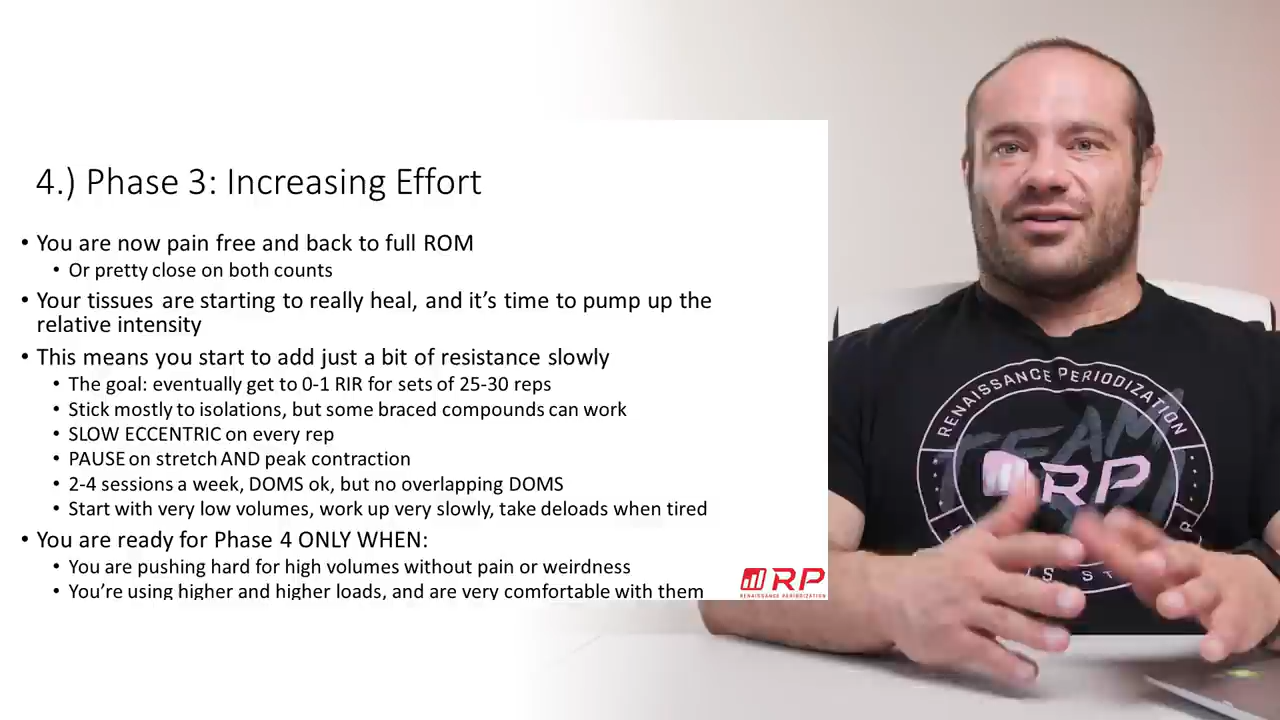 4.) Phase 3: Increasing Effort
• You are now pain free and back to full ROM
• Or pretty close on both counts
• Your tissues are starting to really heal, and it’s time to pump up the
relative intensity
• This means you start to add just a bit of resistance slowly
• The goal: eventually get to 0-1 RIR for sets of 25-30 reps
• Stick mostly to isolations, but some braced compounds can work
• SLOW ECCENTRIC on every rep
• PAUSE on stretch AND peak contraction
• 2-4 sessions a week, DOMS ok, but no overlapping DOMS
• Start with very low volumes, work up very slowly, take deloads when tired
• You are ready for Phase 4 ONLY WHEN:
• You are pushing hard for high volumes without pain or weirdness
• You’re using higher and higher loads, and are very comfortable with them
RP
RENAISSANCE PERIODIZATION
RENAISSANCE PERIODIZATION
TEAM
RP